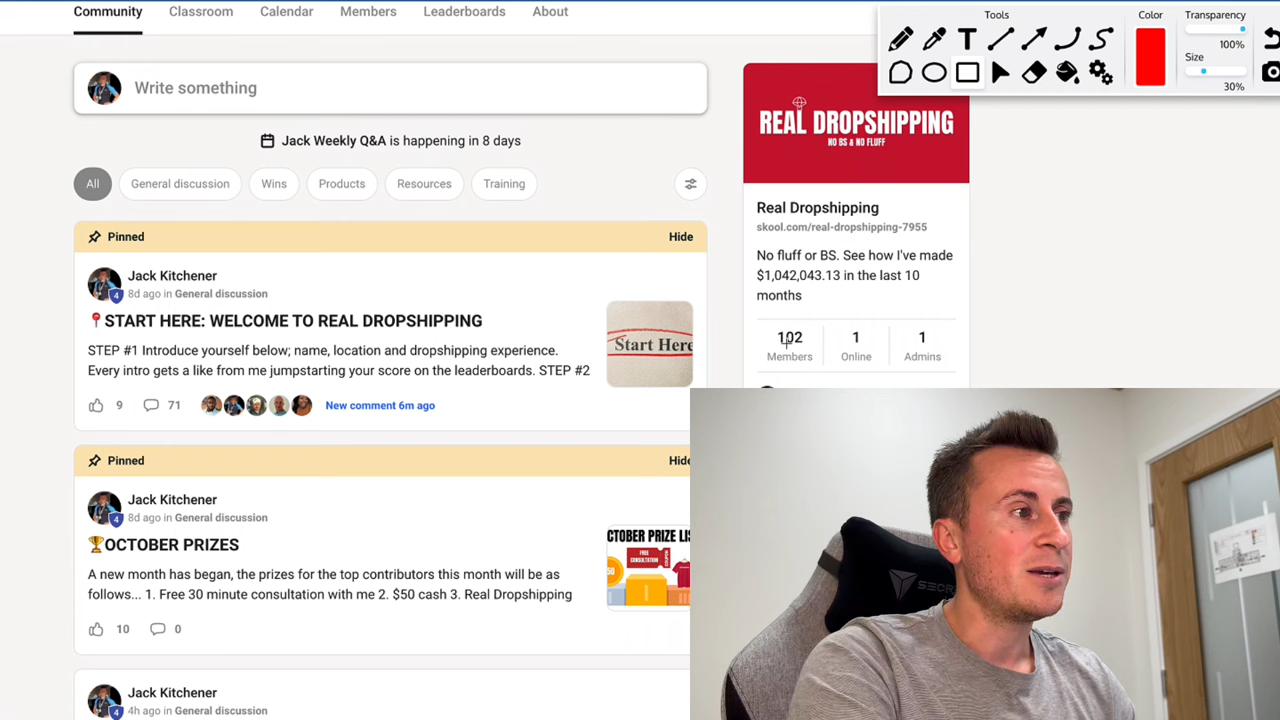 Community Classroom Calendar Members Leaderboards About
Tools Color Transparency
100%
Size
30%
Write something
Jack Weekly Q&A is happening in 8 days
All General discussion Wins Products Resources Training
Pinned Hide
Jack Kitchener
4 8d ago in General discussion
📍START HERE: WELCOME TO REAL DROPSHIPPING
STEP #1 Introduce yourself below; name, location and dropshipping experience.
Every intro gets a like from me jumpstarting your score on the leaderboards. STEP #2
Start Here
9 71 New comment 6m ago
Pinned Hide
Jack Kitchener
4 8d ago in General discussion
🏆OCTOBER PRIZES
A new month has began, the prizes for the top contributors this month will be as
follows... 1. Free 30 minute consultation with me 2. $50 cash 3. Real Dropshipping
CTOBER PRIZE LI
FREE
CONSULTATION
10 0
Jack Kitchener
4 4h ago in General discussion
REAL DROPSHIPPING
NO BS & NO FLUFF
Real Dropshipping
skool.com/real-dropshipping-7955
No fluff or BS. See how I've made
$1,042,043.13 in the last 10
months
102 1 1
Members Online Admins